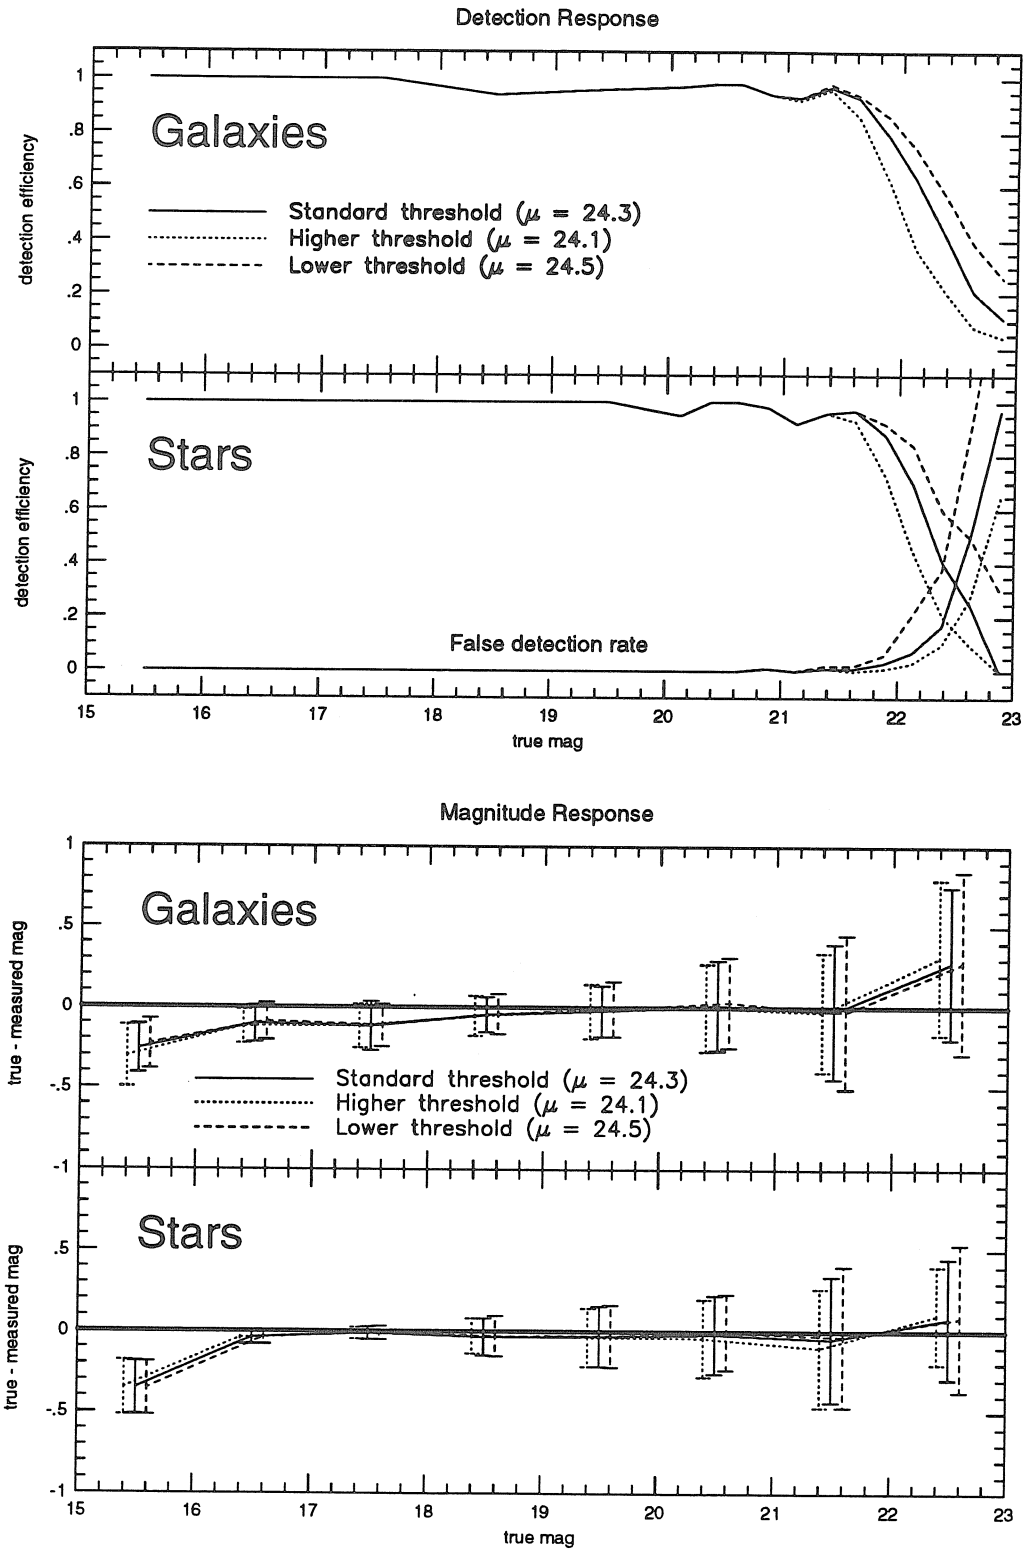 Detection Response
1
.8
.6
.4
.2
0
detection efficiency
Galaxies
Standard threshold (μ = 24.3)
Higher threshold (μ = 24.1)
Lower threshold (μ = 24.5)
1
.8
.6
.4
.2
0
detection efficiency
Stars
False detection rate
15 16 17 18 19 20 21 22 23
true mag
Magnitude Response
1
.5
0
-.5
-1
true - measured mag
Galaxies
Standard threshold (μ = 24.3)
Higher threshold (μ = 24.1)
Lower threshold (μ = 24.5)
.5
0
-.5
-1
true - measured mag
Stars
15 16 17 18 19 20 21 22 23
true mag